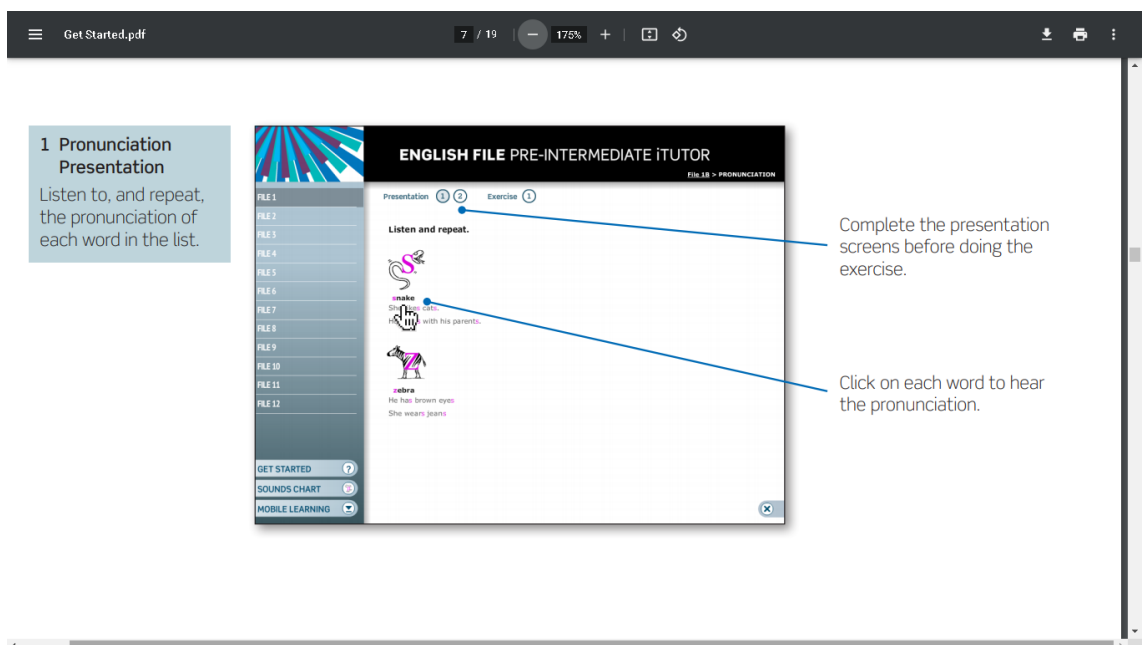 Get Started.pdf
7 / 19
175%
1 Pronunciation
Presentation
Listen to, and repeat,
the pronunciation of
each word in the list.
ENGLISH FILE PRE-INTERMEDIATE iTUTOR
File 1B > PRONUNCIATION
FILE 1
FILE 2
FILE 3
FILE 4
FILE 5
FILE 6
FILE 7
FILE 8
FILE 9
FILE 10
FILE 11
FILE 12
GET STARTED ?
SOUNDS CHART
MOBILE LEARNING
Presentation 1 2 Exercise 1
Listen and repeat.
S
snake
cats.
with his parents.
Z
zebra
He has brown eyes
She wears jeans
Complete the presentation
screens before doing the
exercise.
Click on each word to hear
the pronunciation.